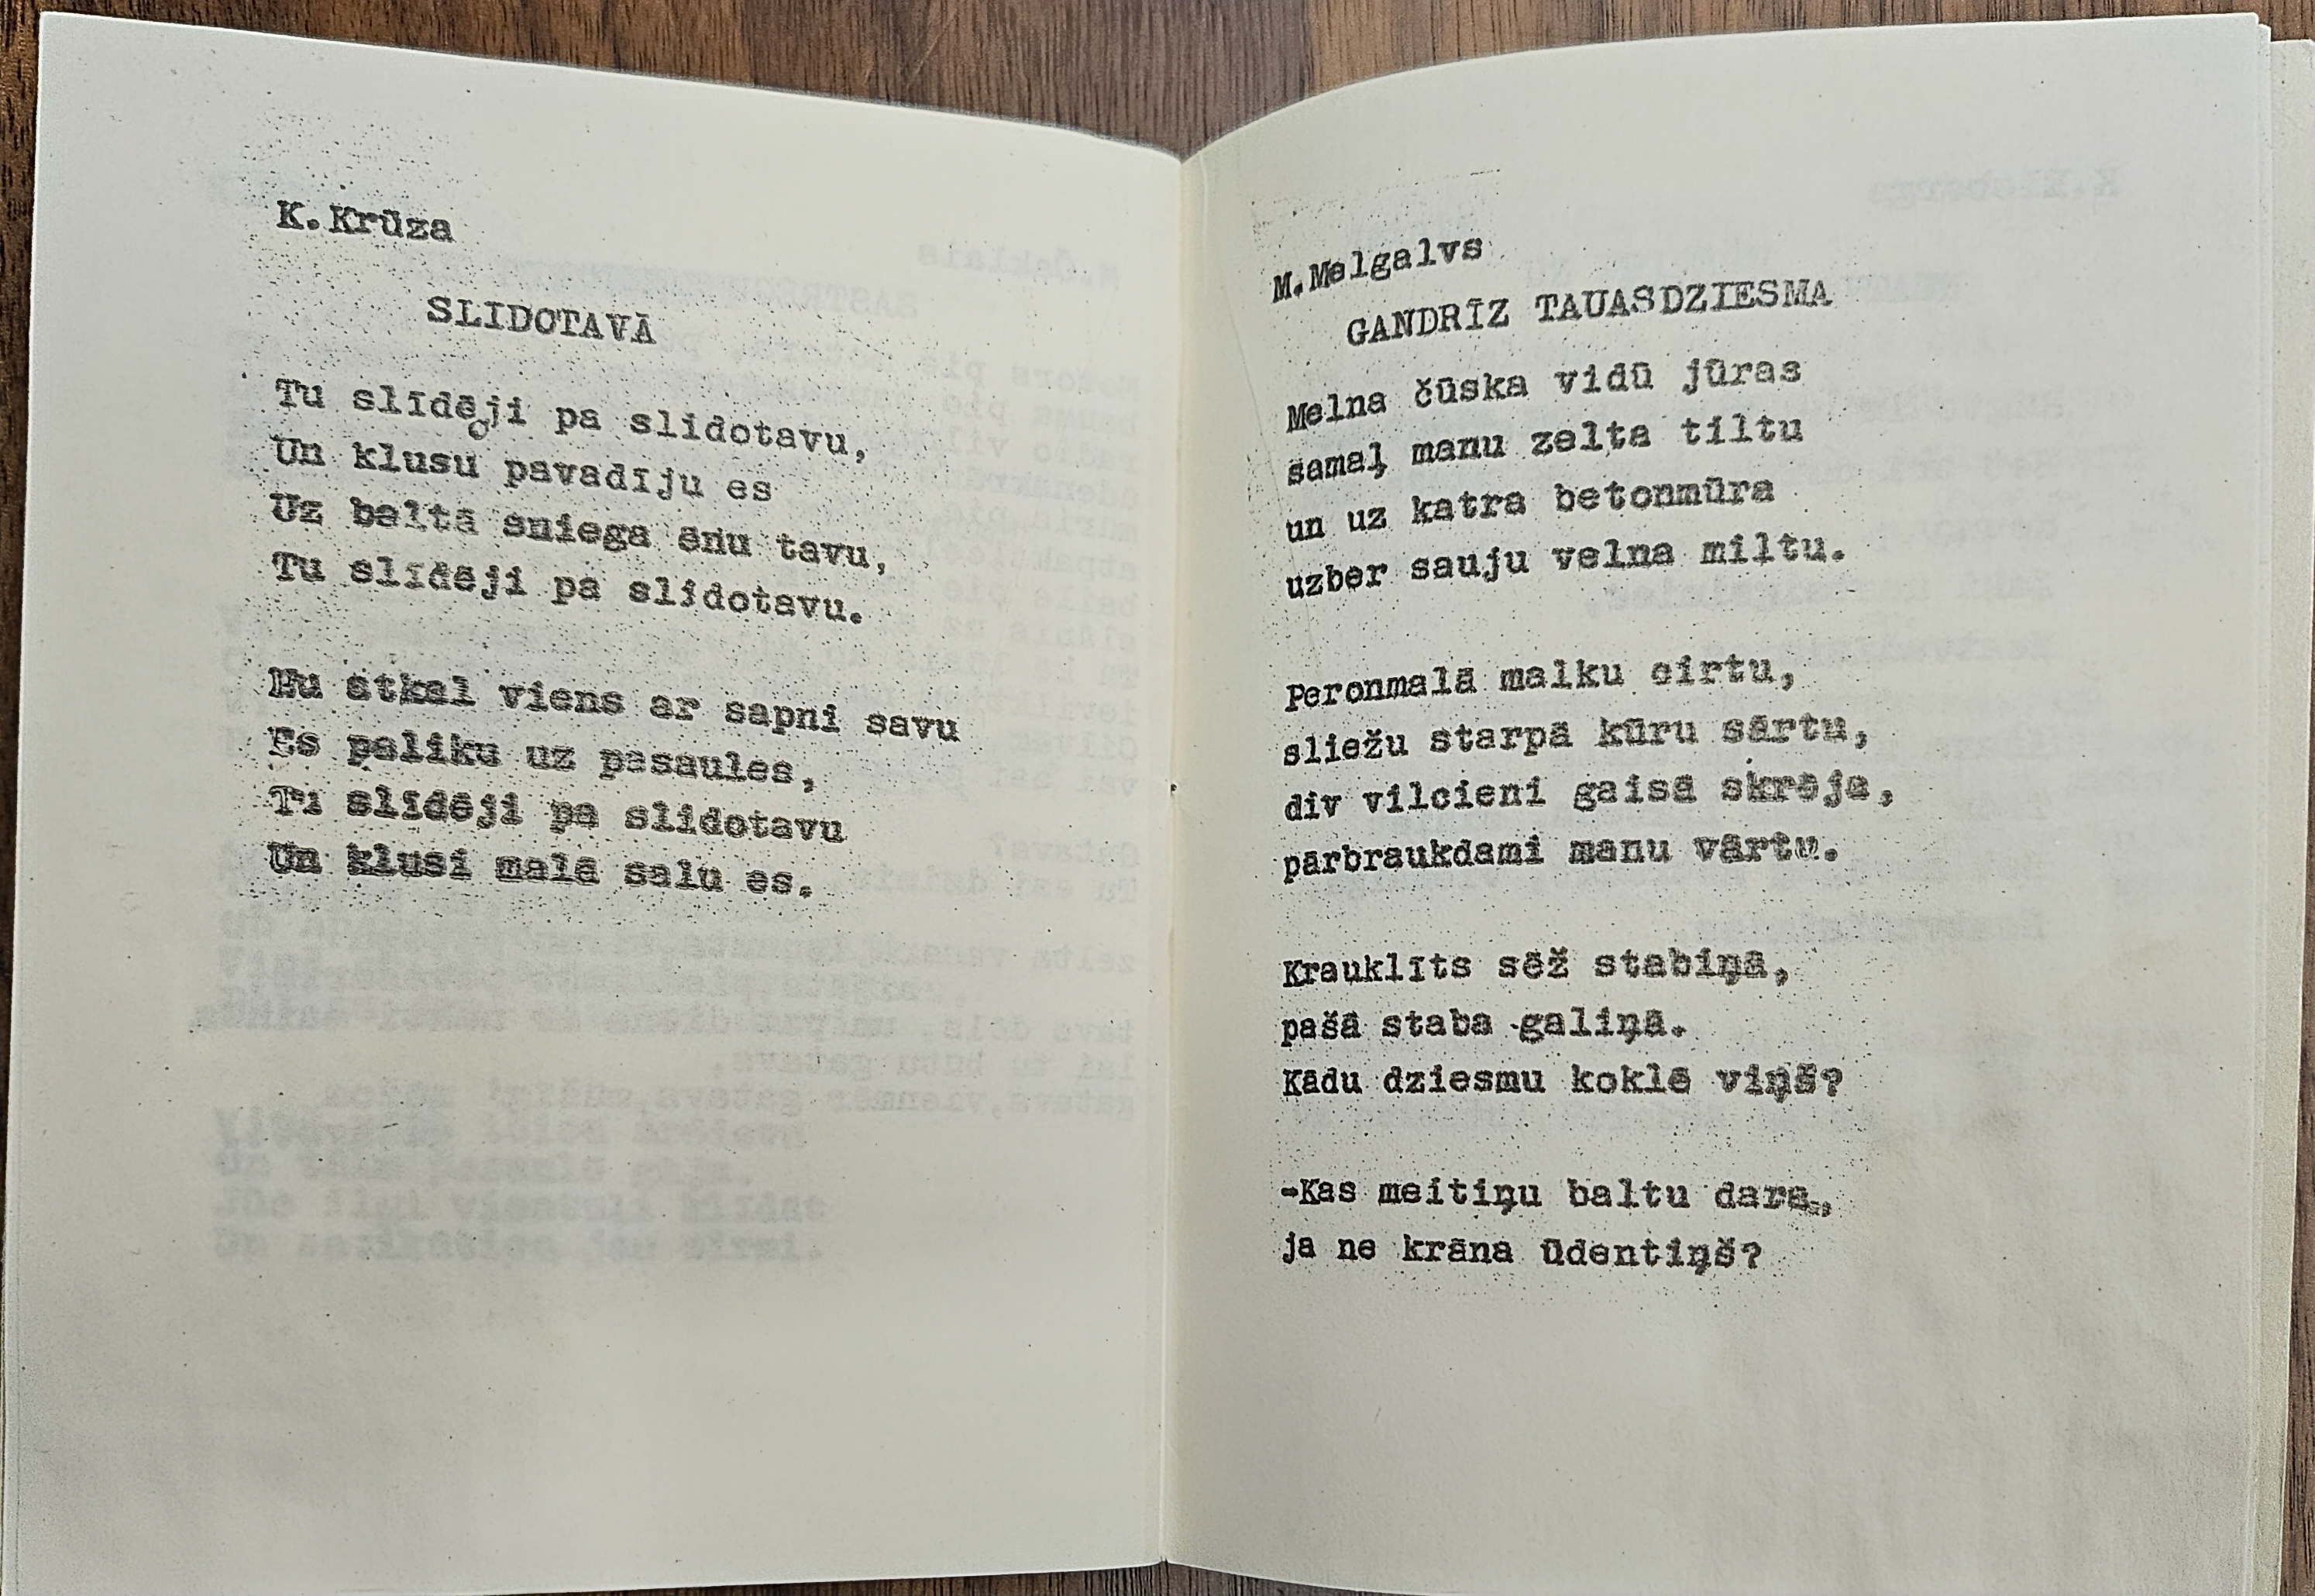 K.Krūza
SLIDOTAVĀ
Tu slīdēji pa slidotavu,
Un klusu pavadīju es
Uz baltā sniega ēnu tavu,
Tu slīdēji pa slidotavu.
Nu atkal viens ar sapni savu
Es paliku uz pasaules,
Tu slīdēji pa slidotavu
Un klusi malā salu es.
M.Melgalvs
GANDRĪZ TAUASDZIESMA
Melna čūska vidū jūras
samaļ manu zelta tiltu
un uz katra betonmūra
uzber sauju velna miltu.
Peronmalā malku cirtu,
sliežu starpā kūru sārtu,
div vilcieni gaisā skrēja,
pārbraukdami manu vārtu.
Krauklīts sēž stabiņā,
pašā staba galiņā.
Kādu dziesmu koklē viņš?
-Kas meitiņu baltu dara,
ja ne krāna ūdentiņš?